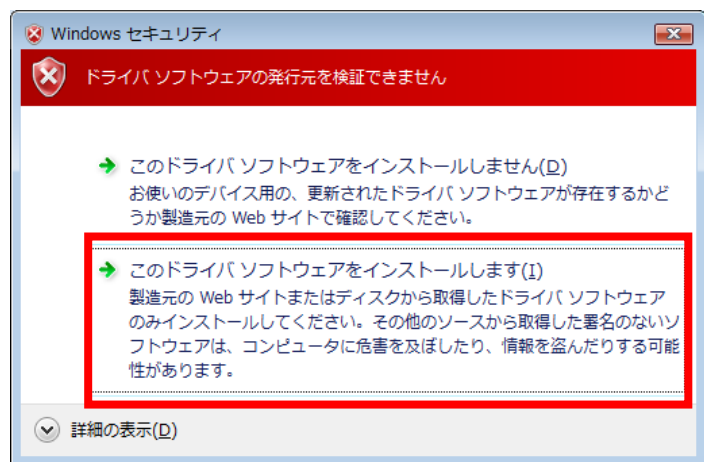 Windows セキュリティ
ドライバ ソフトウェアの発行元を検証できません
このドライバ ソフトウェアをインストールしません(D)
お使いのデバイス用の、更新されたドライバ ソフトウェアが存在するかど
うか製造元の Web サイトで確認してください。
このドライバ ソフトウェアをインストールします(I)
製造元の Web サイトまたはディスクから取得したドライバ ソフトウェア
のみインストールしてください。その他のソースから取得した署名のないソ
フトウェアは、コンピュータに危害を及ぼしたり、情報を盗んだりする可能
性があります。
詳細の表示(D)